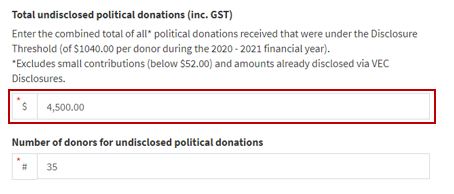 Total undisclosed political donations (inc. GST)
Enter the combined total of all* political donations received that were under the Disclosure
Threshold (of $1040.00 per donor during the 2020 - 2021 financial year).
*Excludes small contributions (below $52.00) and amounts already disclosed via VEC
Disclosures.
* $ 4,500.00
Number of donors for undisclosed political donations
* # 35